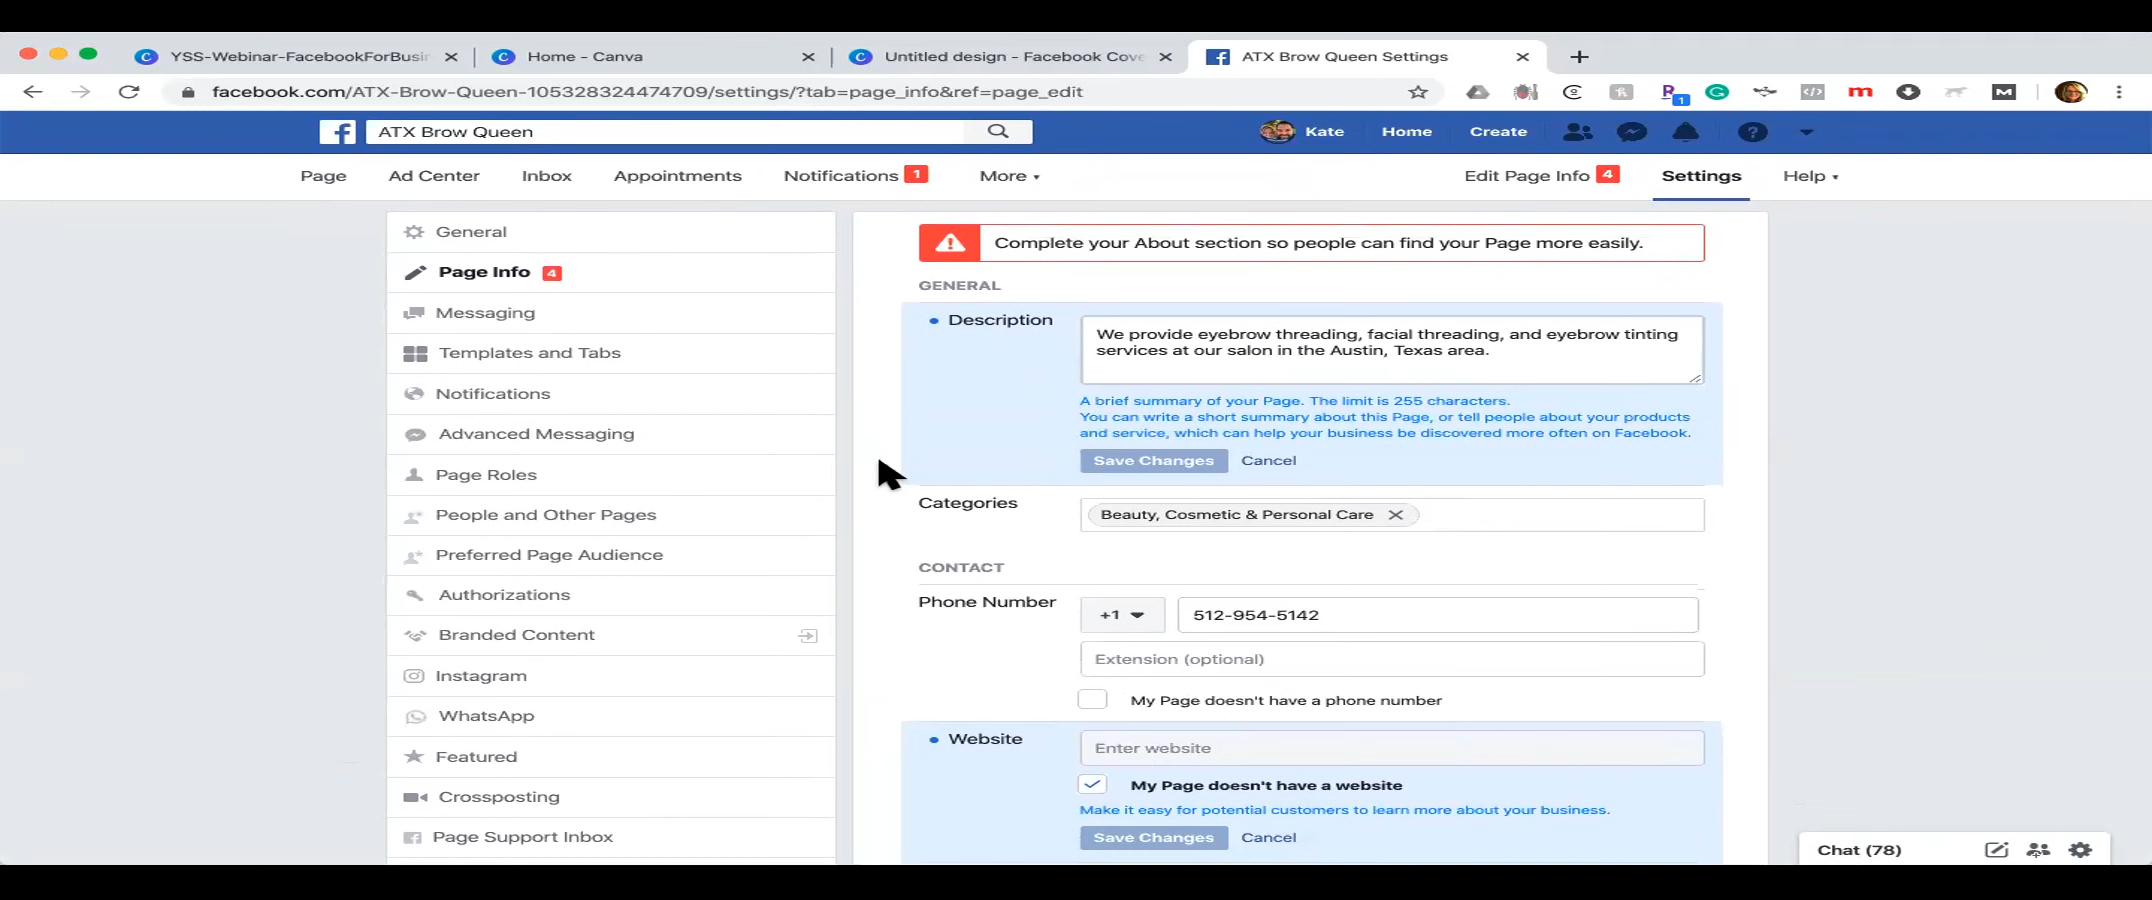 YSS-Webinar-FacebookForBusin
Home - Canva
Untitled design - Facebook Cove
ATX Brow Queen Settings
facebook.com/ATX-Brow-Queen-105328324474709/settings/?tab=page_info&ref=page_edit
ATX Brow Queen
Kate
Home
Create
Page
Ad Center
Inbox
Appointments
Notifications 1
More
Edit Page Info 4
Settings
Help
General
Page Info 4
Messaging
Templates and Tabs
Notifications
Advanced Messaging
Page Roles
People and Other Pages
Preferred Page Audience
Authorizations
Branded Content
Instagram
WhatsApp
Featured
Crossposting
Page Support Inbox
Complete your About section so people can find your Page more easily.
GENERAL
Description
We provide eyebrow threading, facial threading, and eyebrow tinting
services at our salon in the Austin, Texas area.
A brief summary of your Page. The limit is 255 characters.
You can write a short summary about this Page, or tell people about your products
and service, which can help your business be discovered more often on Facebook.
Save Changes Cancel
Categories
Beauty, Cosmetic & Personal Care
CONTACT
Phone Number
+1
512-954-5142
Extension (optional)
My Page doesn't have a phone number
Website
Enter website
My Page doesn't have a website
Make it easy for potential customers to learn more about your business.
Save Changes Cancel
Chat (78)